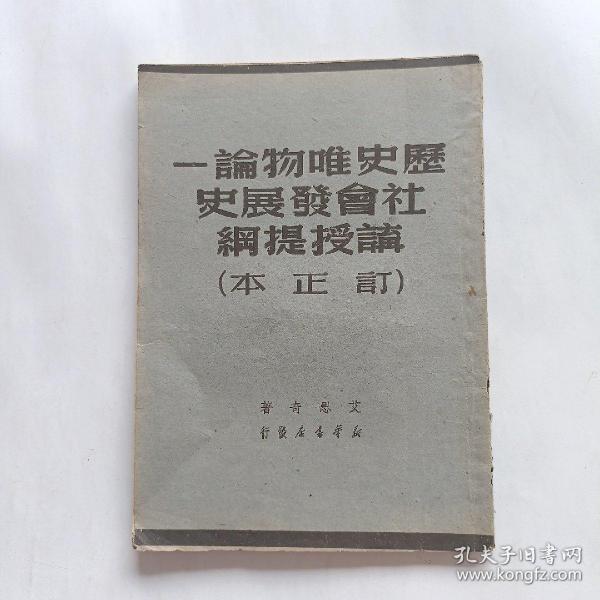 歷史唯物論—
社會發展史
講授提綱
(訂正本)
艾思奇著
新華書店發行
孔夫子旧书网
www.kongfz.com